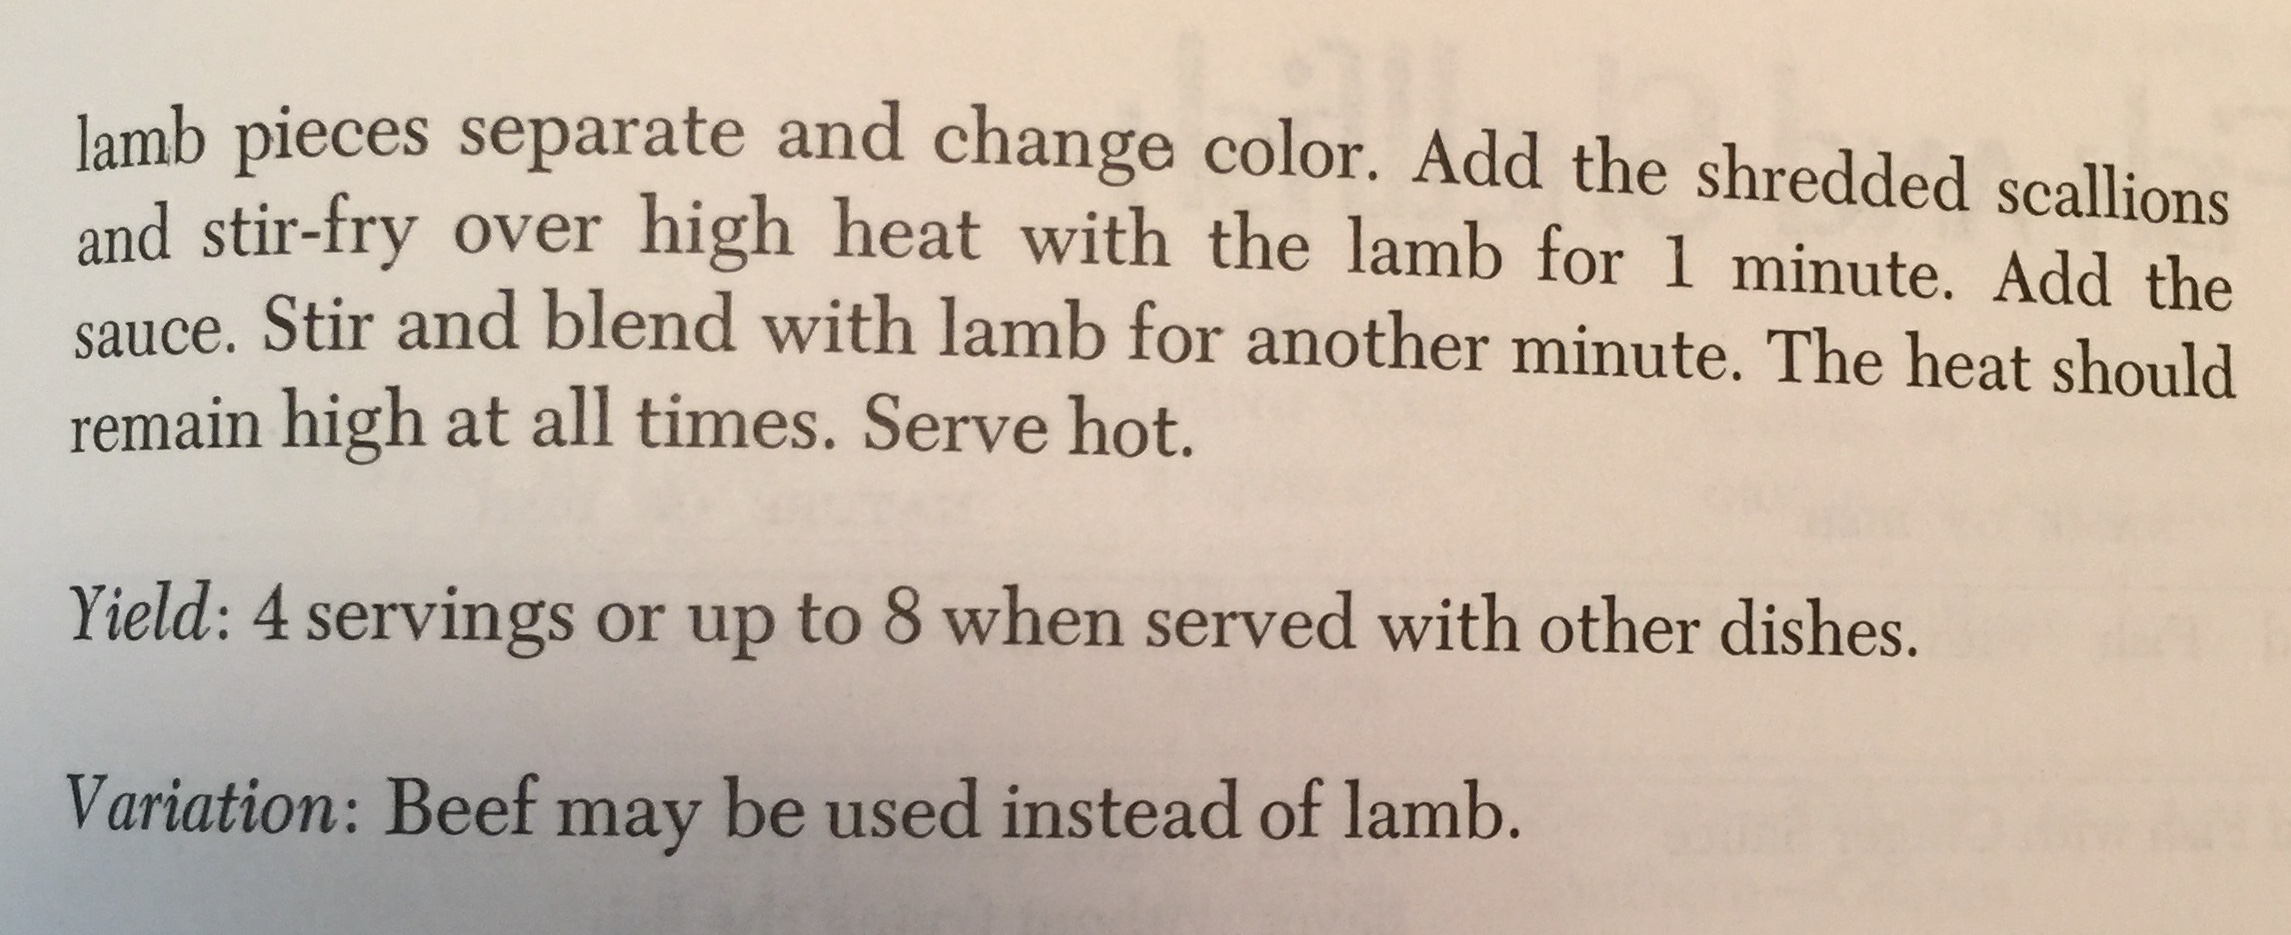 lamb pieces separate and change color. Add the shredded scallions
and stir-fry over high heat with the lamb for 1 minute. Add the
sauce. Stir and blend with lamb for another minute. The heat should
remain high at all times. Serve hot.
Yield: 4 servings or up to 8 when served with other dishes.
Variation: Beef may be used instead of lamb.